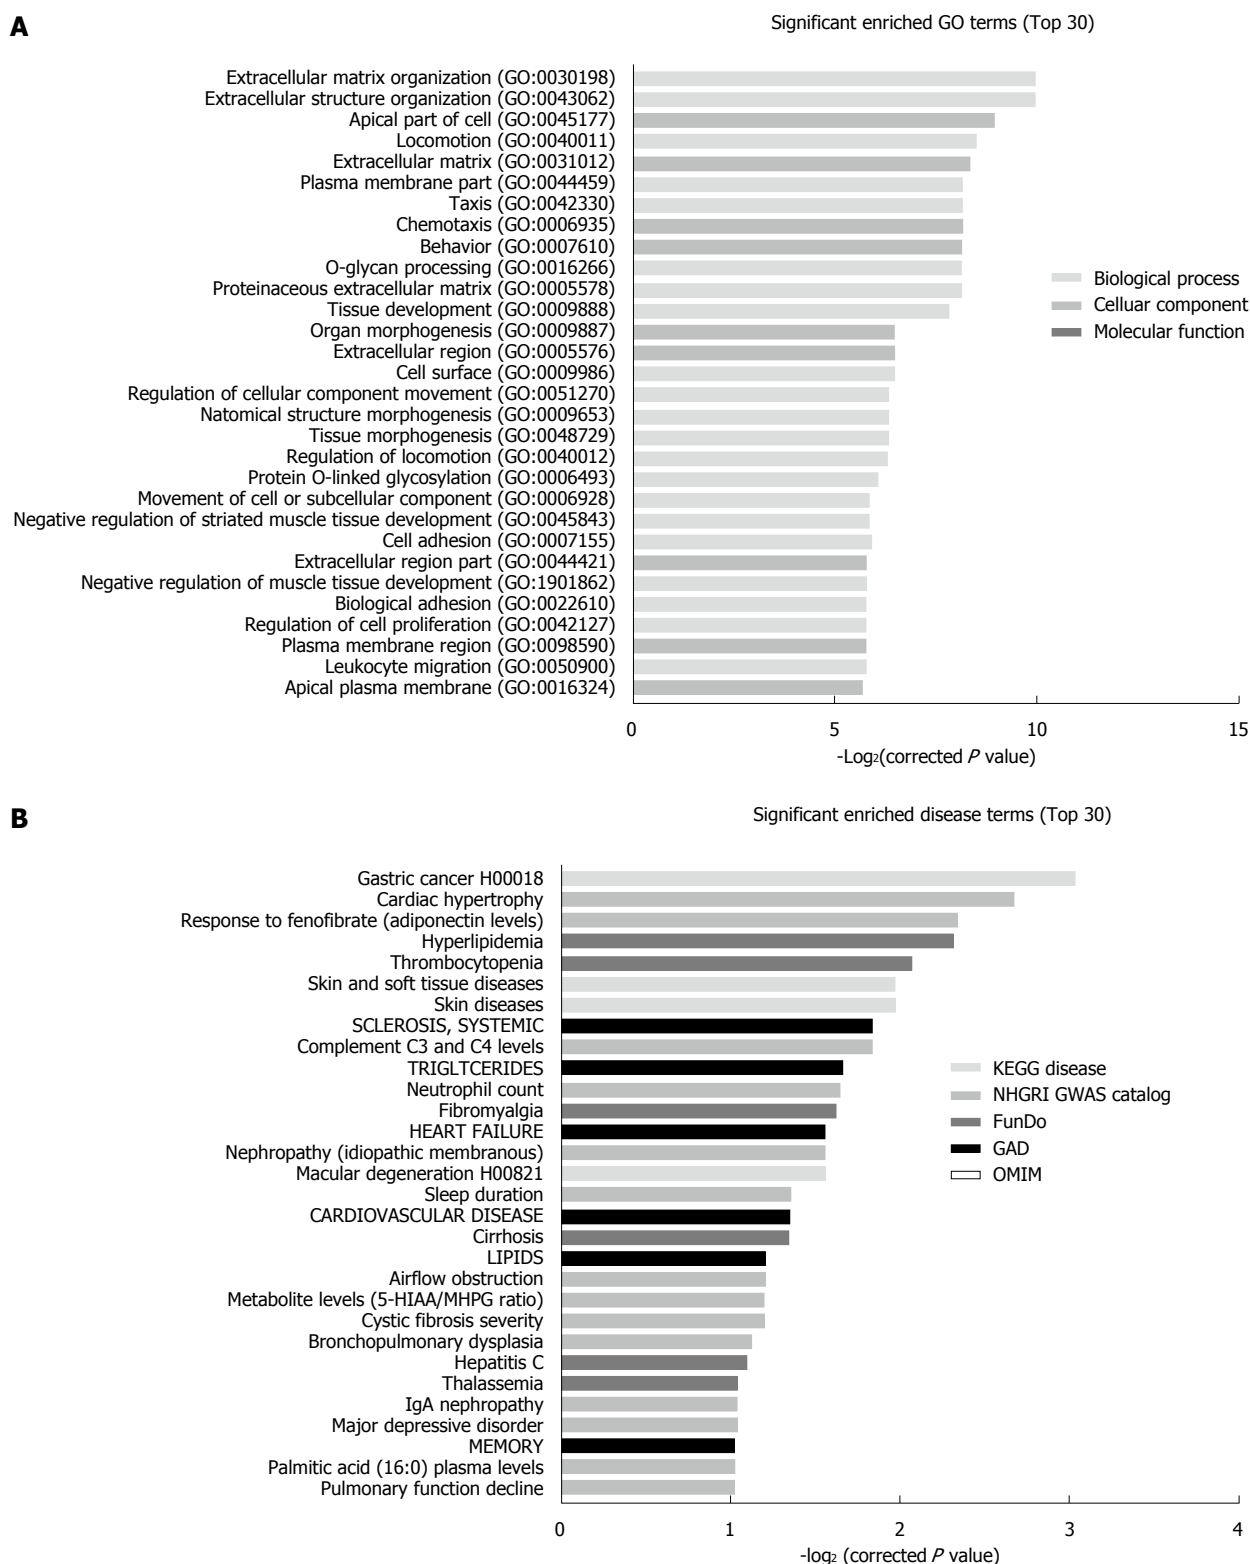 A
Significant enriched GO terms (Top 30)
Extracellular matrix organization (GO:0030198)
Extracellular structure organization (GO:0043062)
Apical part of cell (GO:0045177)
Locomotion (GO:0040011)
Extracellular matrix (GO:0031012)
Plasma membrane part (GO:0044459)
Taxis (GO:0042330)
Chemotaxis (GO:0006935)
Behavior (GO:0007610)
O-glycan processing (GO:0016266)
Proteinaceous extracellular matrix (GO:0005578)
Tissue development (GO:0009888)
Organ morphogenesis (GO:0009887)
Extracellular region (GO:0005576)
Cell surface (GO:0009986)
Regulation of cellular component movement (GO:0051270)
Natomical structure morphogenesis (GO:0009653)
Tissue morphogenesis (GO:0048729)
Regulation of locomotion (GO:0040012)
Protein O-linked glycosylation (GO:0006493)
Movement of cell or subcellular component (GO:0006928)
Negative regulation of striated muscle tissue development (GO:0045843)
Cell adhesion (GO:0007155)
Extracellular region part (GO:0044421)
Negative regulation of muscle tissue development (GO:1901862)
Biological adhesion (GO:0022610)
Regulation of cell proliferation (GO:0042127)
Plasma membrane region (GO:0098590)
Leukocyte migration (GO:0050900)
Apical plasma membrane (GO:0016324)
Biological process
Celluar component
Molecular function
0 5 10 15
-Log₂(corrected P value)
B
Significant enriched disease terms (Top 30)
Gastric cancer H00018
Cardiac hypertrophy
Response to fenofibrate (adiponectin levels)
Hyperlipidemia
Thrombocytopenia
Skin and soft tissue diseases
Skin diseases
SCLEROSIS, SYSTEMIC
Complement C3 and C4 levels
TRIGLTCERIDES
Neutrophil count
Fibromyalgia
HEART FAILURE
Nephropathy (idiopathic membranous)
Macular degeneration H00821
Sleep duration
CARDIOVASCULAR DISEASE
Cirrhosis
LIPIDS
Airflow obstruction
Metabolite levels (5-HIAA/MHPG ratio)
Cystic fibrosis severity
Bronchopulmonary dysplasia
Hepatitis C
Thalassemia
IgA nephropathy
Major depressive disorder
MEMORY
Palmitic acid (16:0) plasma levels
Pulmonary function decline
KEGG disease
NHGRI GWAS catalog
FunDo
GAD
OMIM
0 1 2 3 4
-log₂ (corrected P value)